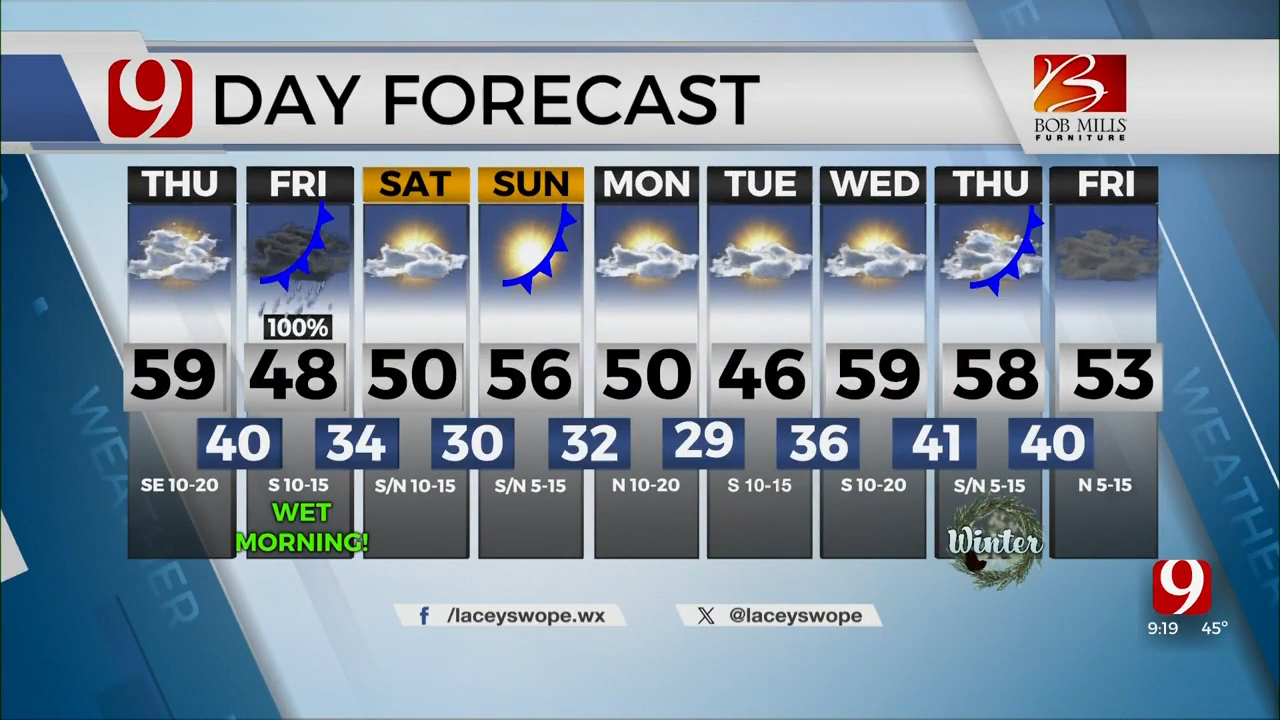 9 DAY FORECAST
B
BOB MILLS
FURNITURE
THU FRI SAT SUN MON TUE WED THU FRI
100%
59 48 50 56 50 46 59 58 53
40 34 30 32 29 36 41 40
SE 10-20 S 10-15 S/N 10-15 S/N 5-15 N 10-20 S 10-15 S 10-20 S/N 5-15 N 5-15
WET
MORNING!
Winter
f /laceyswope.wx X @laceyswope
9
9:19 45°
WEATHER
WEATHER